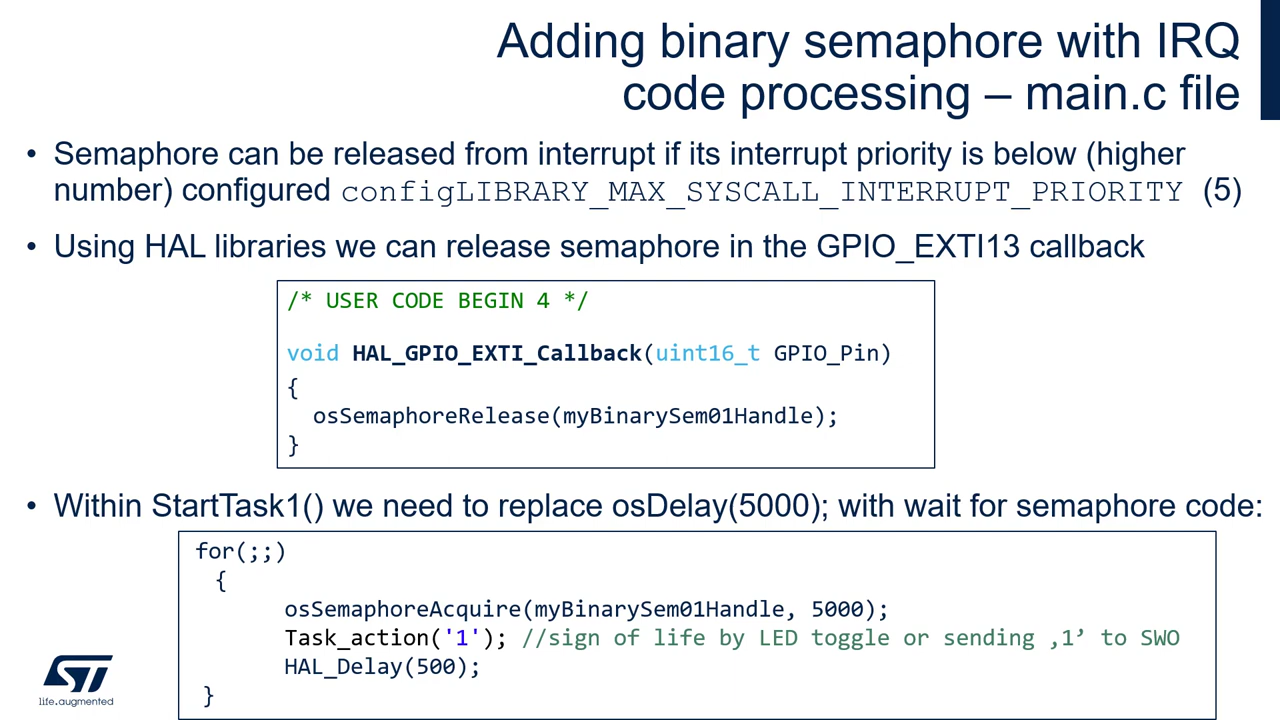 Adding binary semaphore with IRQ
code processing – main.c file
• Semaphore can be released from interrupt if its interrupt priority is below (higher
number) configured configLIBRARY_MAX_SYSCALL_INTERRUPT_PRIORITY (5)
• Using HAL libraries we can release semaphore in the GPIO_EXTI13 callback
/* USER CODE BEGIN 4 */
void HAL_GPIO_EXTI_Callback(uint16_t GPIO_Pin)
{
osSemaphoreRelease(myBinarySem01Handle);
}
• Within StartTask1() we need to replace osDelay(5000); with wait for semaphore code:
for(;;)
{
osSemaphoreAcquire(myBinarySem01Handle, 5000);
Task_action('1'); //sign of life by LED toggle or sending ‚1’ to SWO
HAL_Delay(500);
}
ST
life.augmented